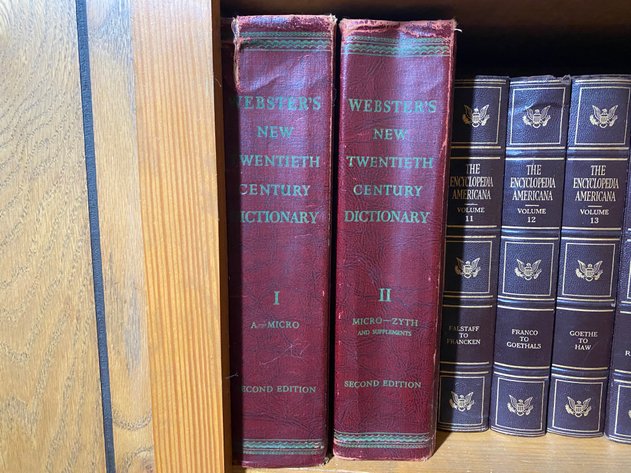 WEBSTER'S
NEW
TWENTIETH
CENTURY
DICTIONARY
I
A—MICRO
SECOND EDITION
WEBSTER'S
NEW
TWENTIETH
CENTURY
DICTIONARY
II
MICRO—ZYTH
AND SUPPLEMENTS
SECOND EDITION
THE
ENCYCLOPEDIA
AMERICANA
VOLUME
11
FALSTAFF
TO
FRANCKEN
THE
ENCYCLOPEDIA
AMERICANA
VOLUME
12
FRANCO
TO
GOETHALS
THE
ENCYCLOPEDIA
AMERICANA
VOLUME
13
GOETHE
TO
HAW